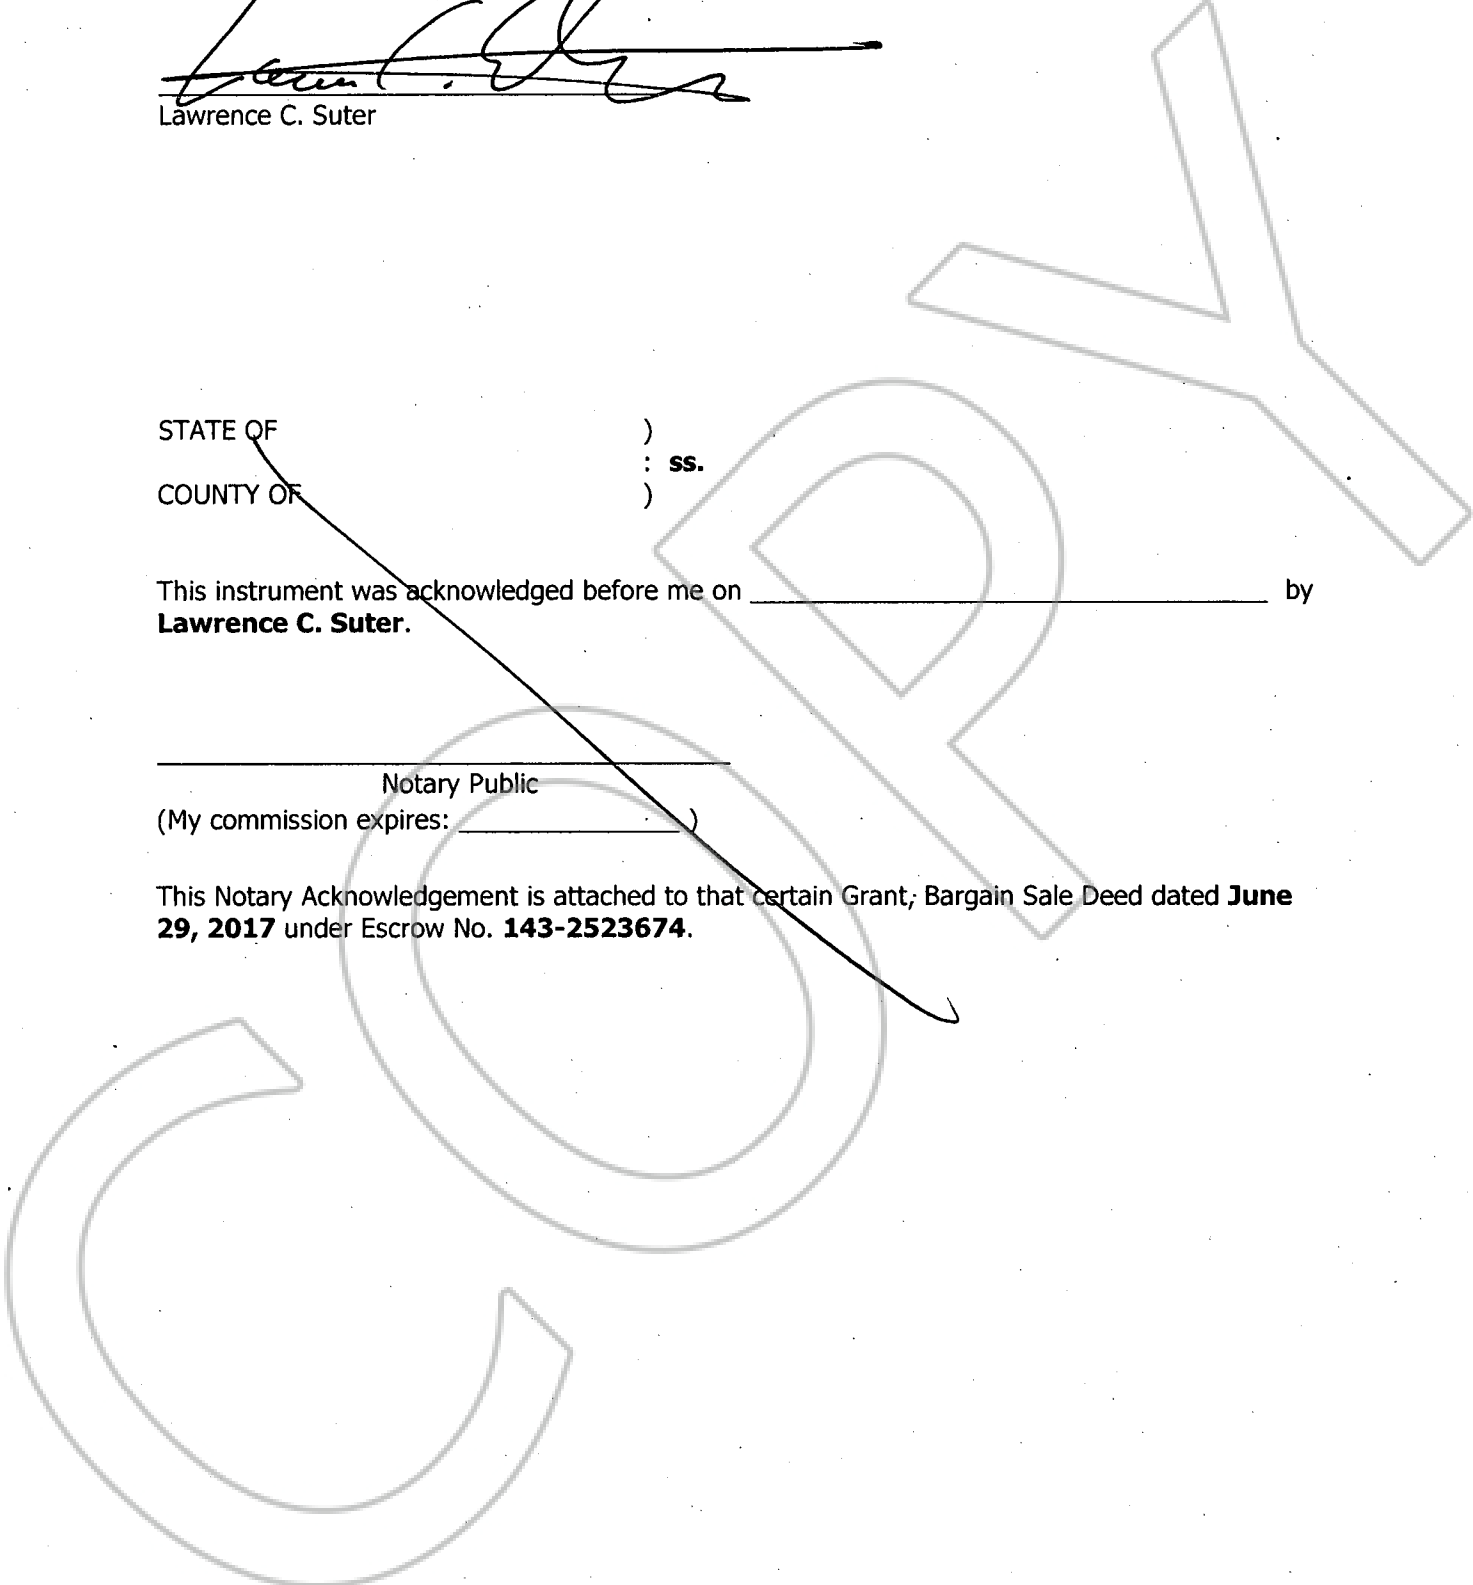 Lawrence C. Suter
STATE OF )
: ss.
COUNTY OF )
This instrument was acknowledged before me on ____ by
Lawrence C. Suter.
Notary Public
(My commission expires: ____)
This Notary Acknowledgement is attached to that certain Grant, Bargain Sale Deed dated June
29, 2017 under Escrow No. 143-2523674.
COPY